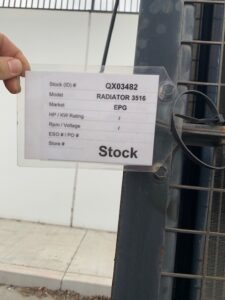 Stock (ID) # QX03482
Model RADIATOR 3516
Market EPG
HP / KW Rating /
Rpm / Voltage /
ESO # / PO #
Store # Stock